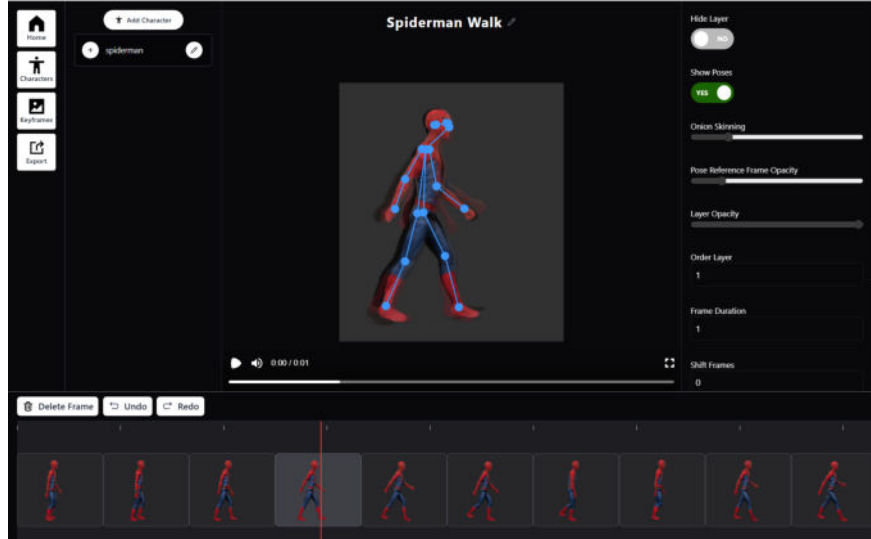 Home
Characters
Keyframes
Export
Add Character
spiderman
Spiderman Walk
0:00 / 0:01
Hide Layer
NO
Show Poses
YES
Onion Skinning
Pose Reference Frame Opacity
Layer Opacity
Order Layer
1
Frame Duration
1
Shift Frames
0
Delete Frame
Undo
Redo